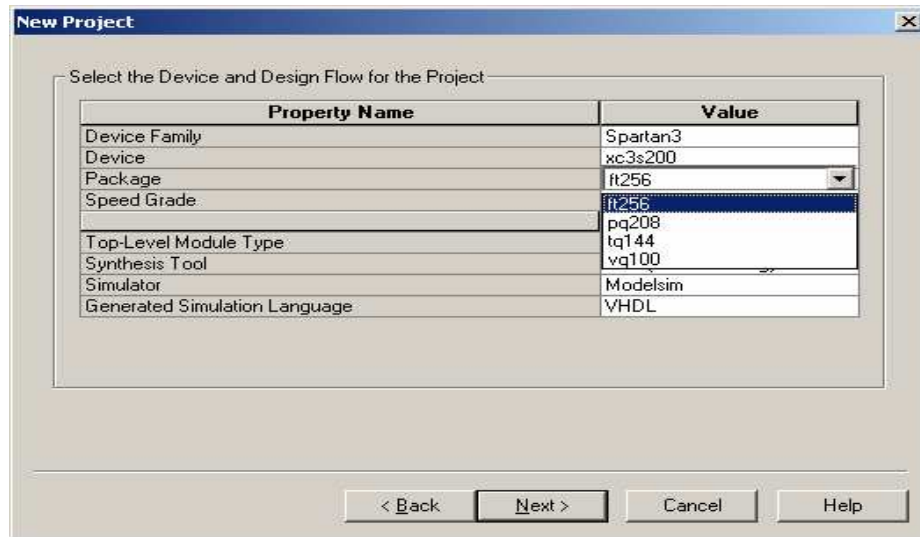 New Project
Select the Device and Design Flow for the Project
Property Name Value
Device Family Spartan3
Device xc3s200
Package ft256
Speed Grade ft256
pq208
Top-Level Module Type tq144
Synthesis Tool vq100
Simulator Modelsim
Generated Simulation Language VHDL
< Back Next > Cancel Help